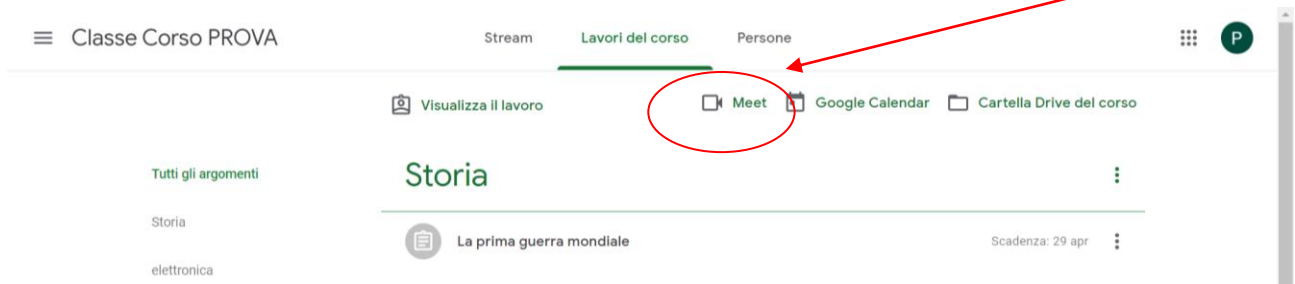 Classe Corso PROVA
Stream Lavori del corso Persone
P
Visualizza il lavoro Meet Google Calendar Cartella Drive del corso
Tutti gli argomenti
Storia
Storia
La prima guerra mondiale Scadenza: 29 apr
elettronica